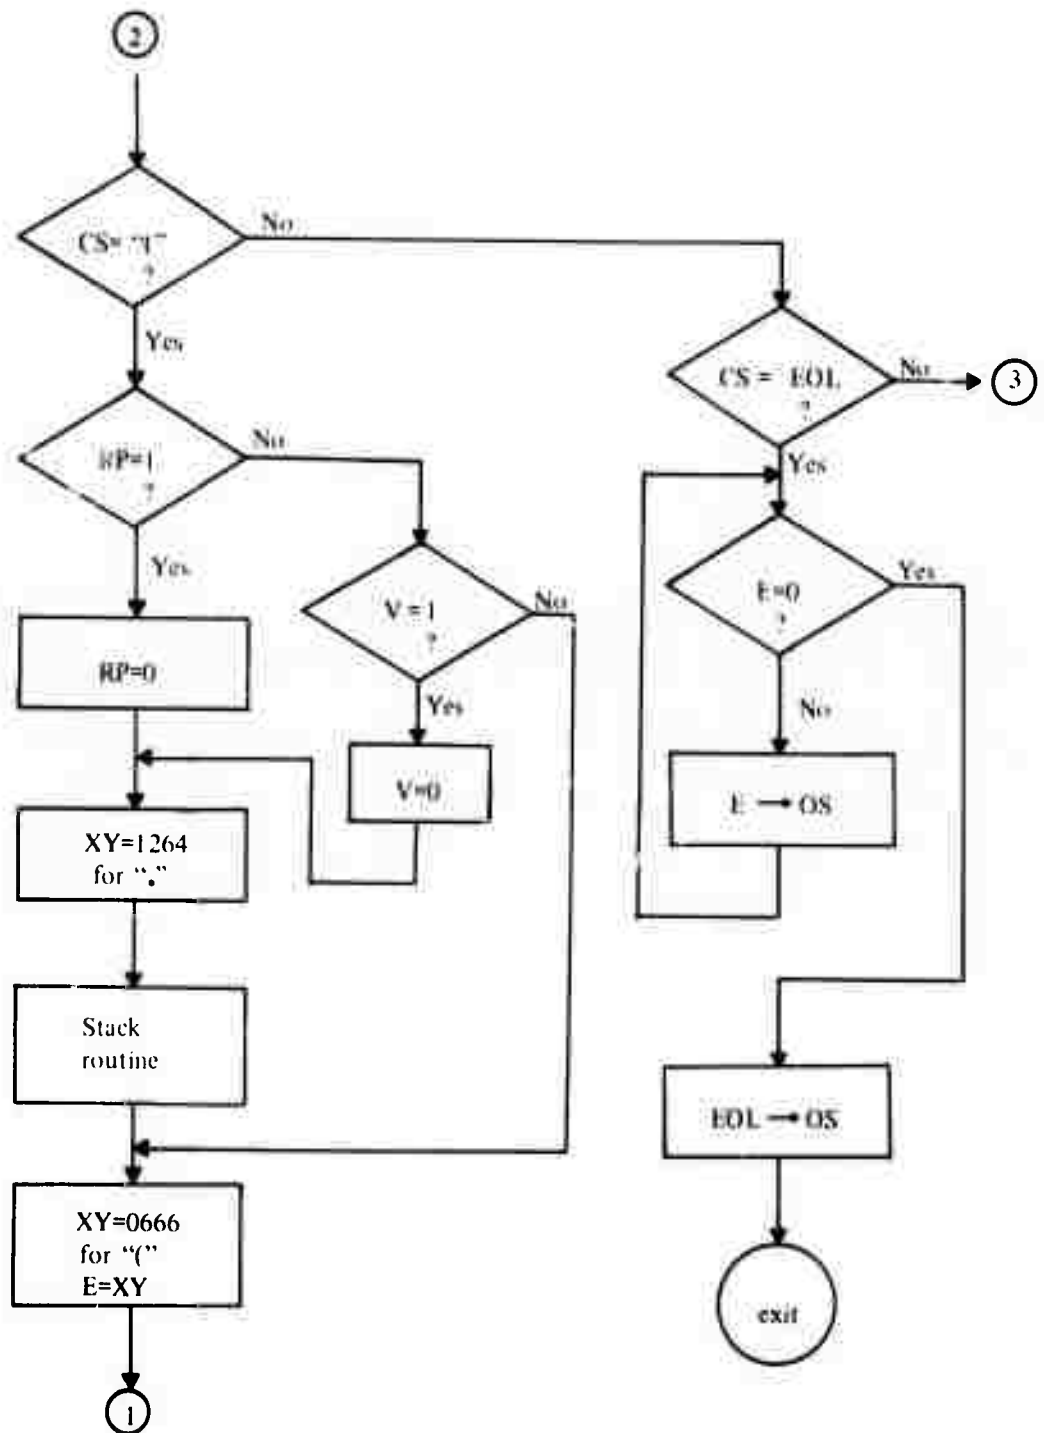 2
CS= "("
?
No
Yes
CS = EOL
?
No
3
RP=1
?
No
Yes
Yes
V=1
?
No
E=0
?
Yes
RP=0
Yes
No
V=0
E → OS
XY=1264
for "."
Stack
routine
EOL → OS
XY=0666
for "("
E=XY
exit
1